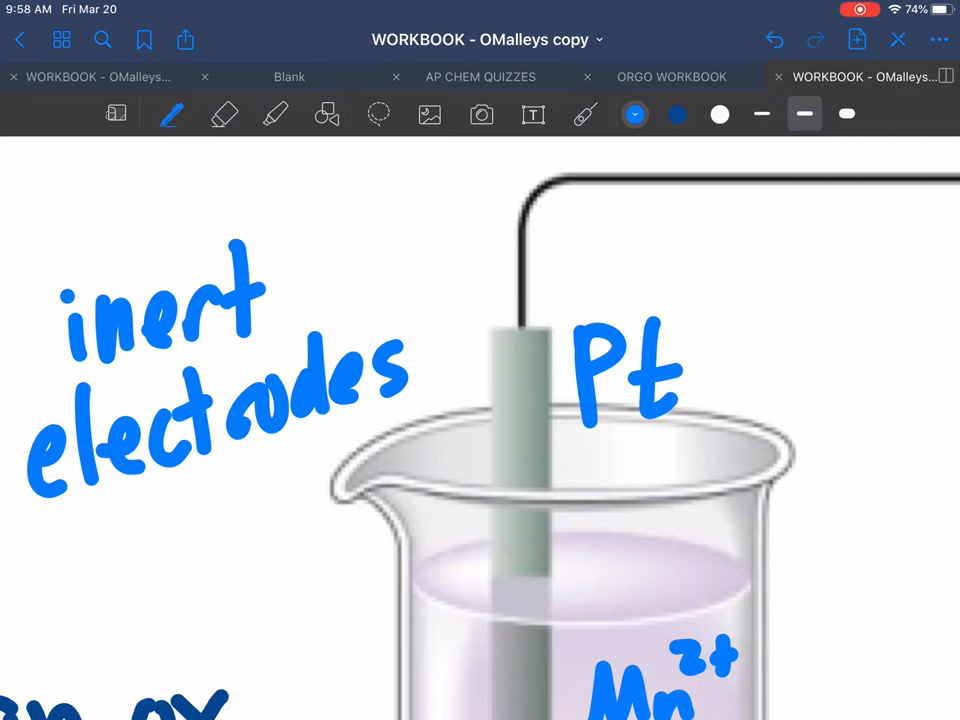 9:58 AM Fri Mar 20
74%
WORKBOOK - OMalleys copy
WORKBOOK - OMalleys...
Blank
AP CHEM QUIZZES
ORGO WORKBOOK
WORKBOOK - OMalleys...
T
inert
electrodes
Pt
Mn2+
ox